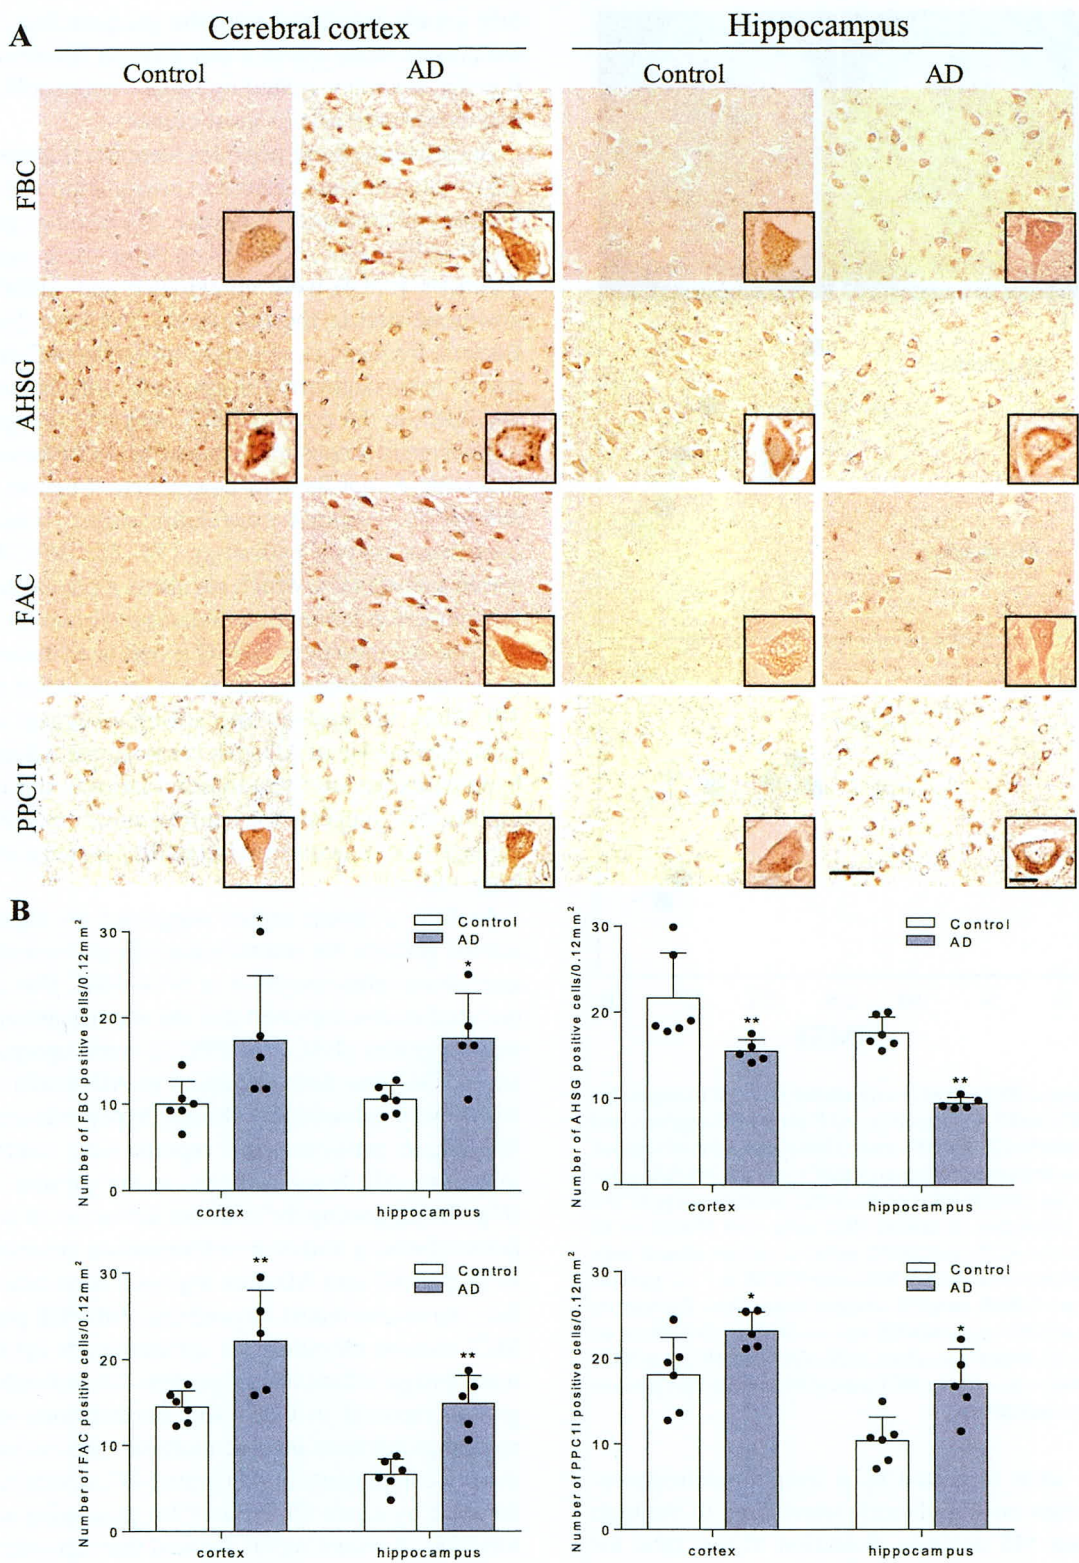 A
Cerebral cortex
Hippocampus
Control
AD
Control
AD
FBC
AHSG
FAC
PPC1I
B
Number of FBC positive cells/0.12mm²
30
20
10
0
*
*
Control
AD
cortex
hippocampus
Number of AHSG positive cells/0.12mm²
30
20
10
0
**
**
Control
AD
cortex
hippocampus
Number of FAC positive cells/0.12mm²
30
20
10
0
**
**
Control
AD
cortex
hippocampus
Number of PPC1I positive cells/0.12mm²
30
20
10
0
*
*
Control
AD
cortex
hippocampus